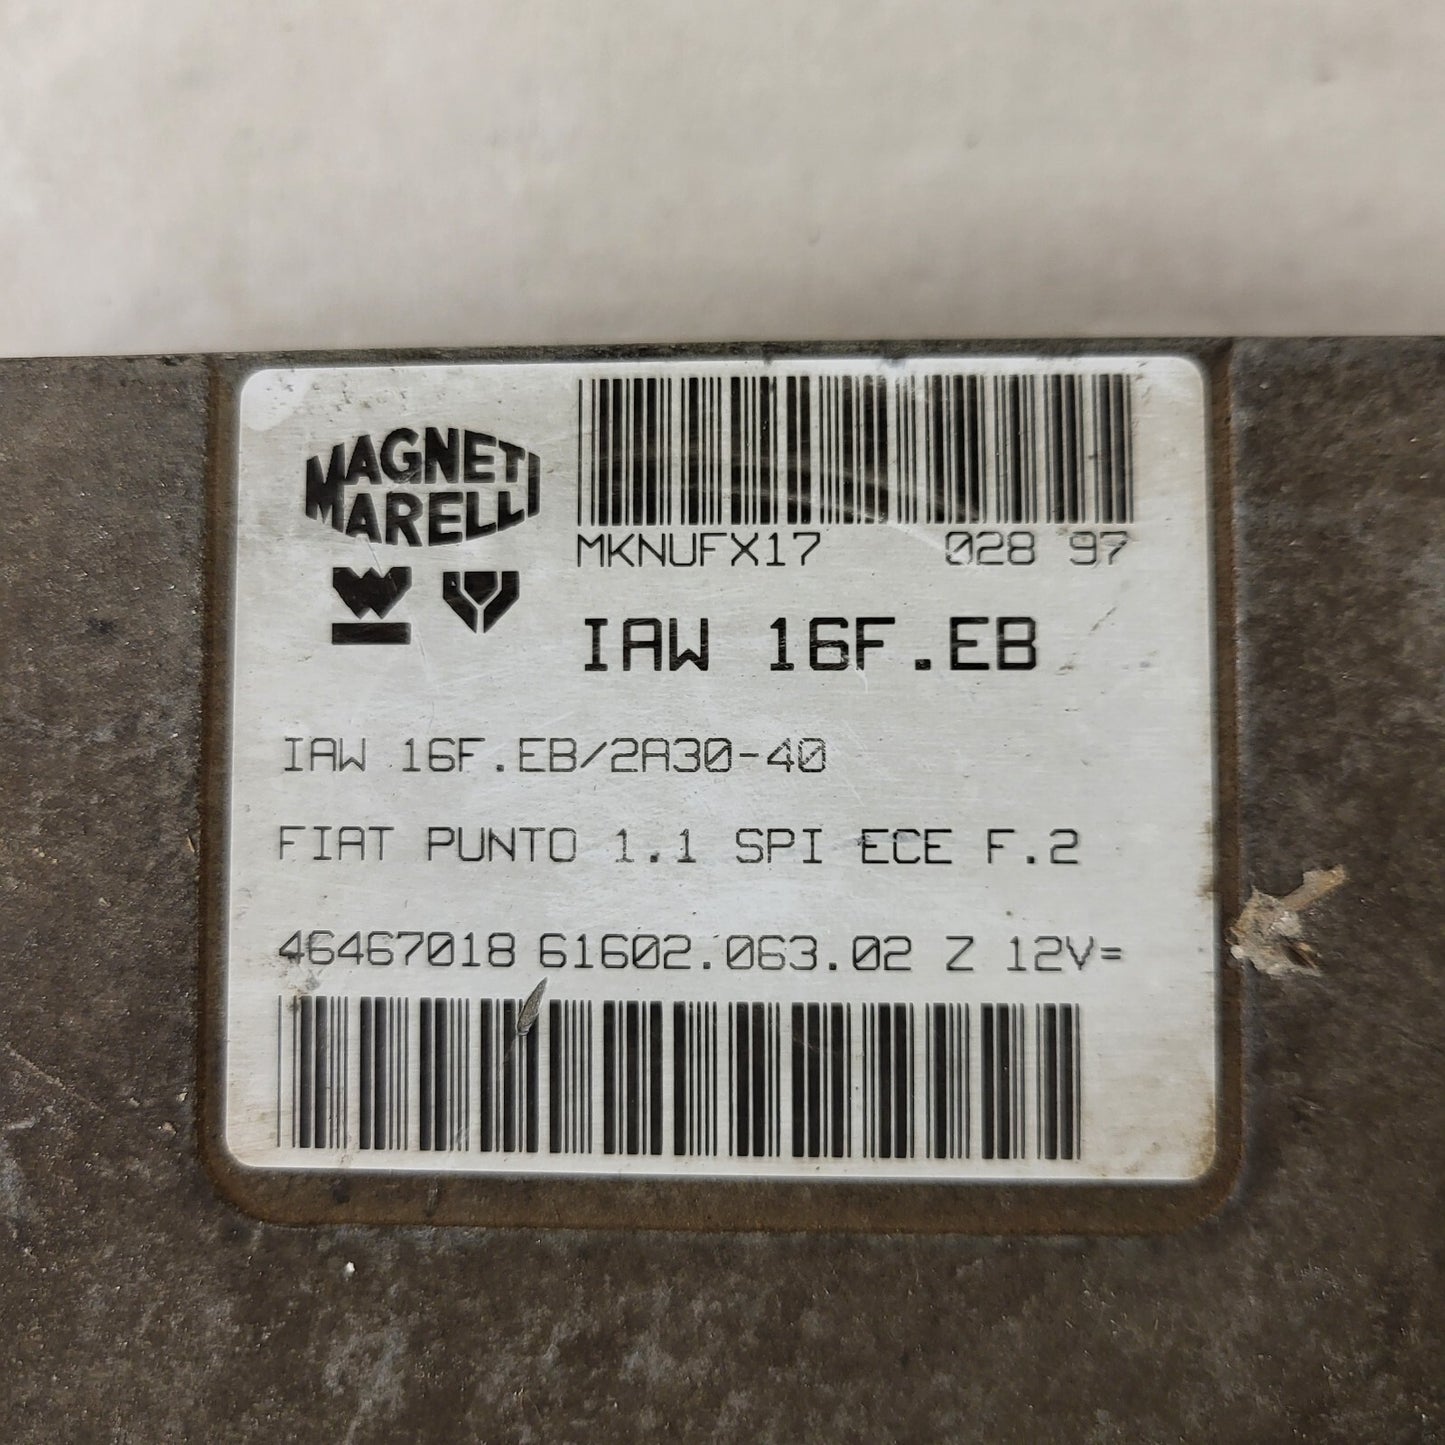 MAGNETI
MARELLI
MKNUFX17 028 97
IAW 16F.EB
IAW 16F.EB/2A30-40
FIAT PUNTO 1.1 SPI ECE F.2
46467018 61602.063.02 Z 12V=